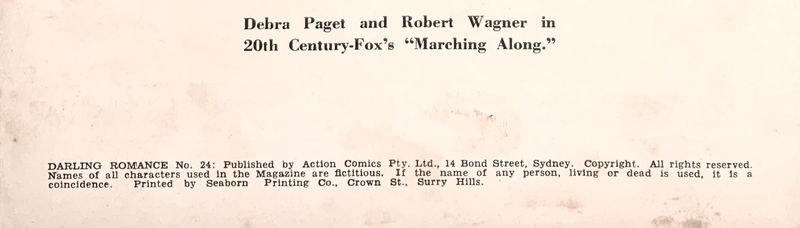 Debra Paget and Robert Wagner in
20th Century-Fox's “Marching Along.”
DARLING ROMANCE No. 24: Published by Action Comics Pty. Ltd., 14 Bond Street, Sydney. Copyright. All rights reserved.
Names of all characters used in the Magazine are fictitious. If the name of any person, living or dead is used, it is a
coincidence. Printed by Seaborn Printing Co., Crown St., Surry Hills.